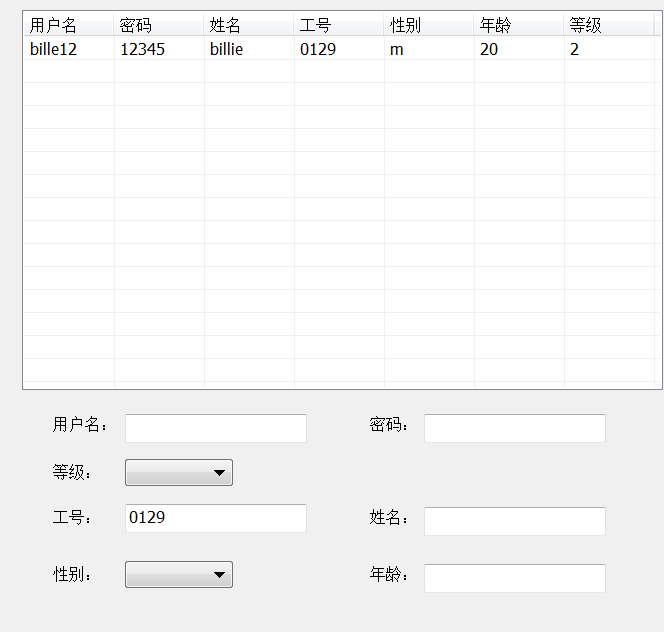 用户名 密码 姓名 工号 性别 年龄 等级
bille12 12345 billie 0129 m 20 2
用户名： 密码：
等级：
工号： 0129 姓名：
性别： 年龄：